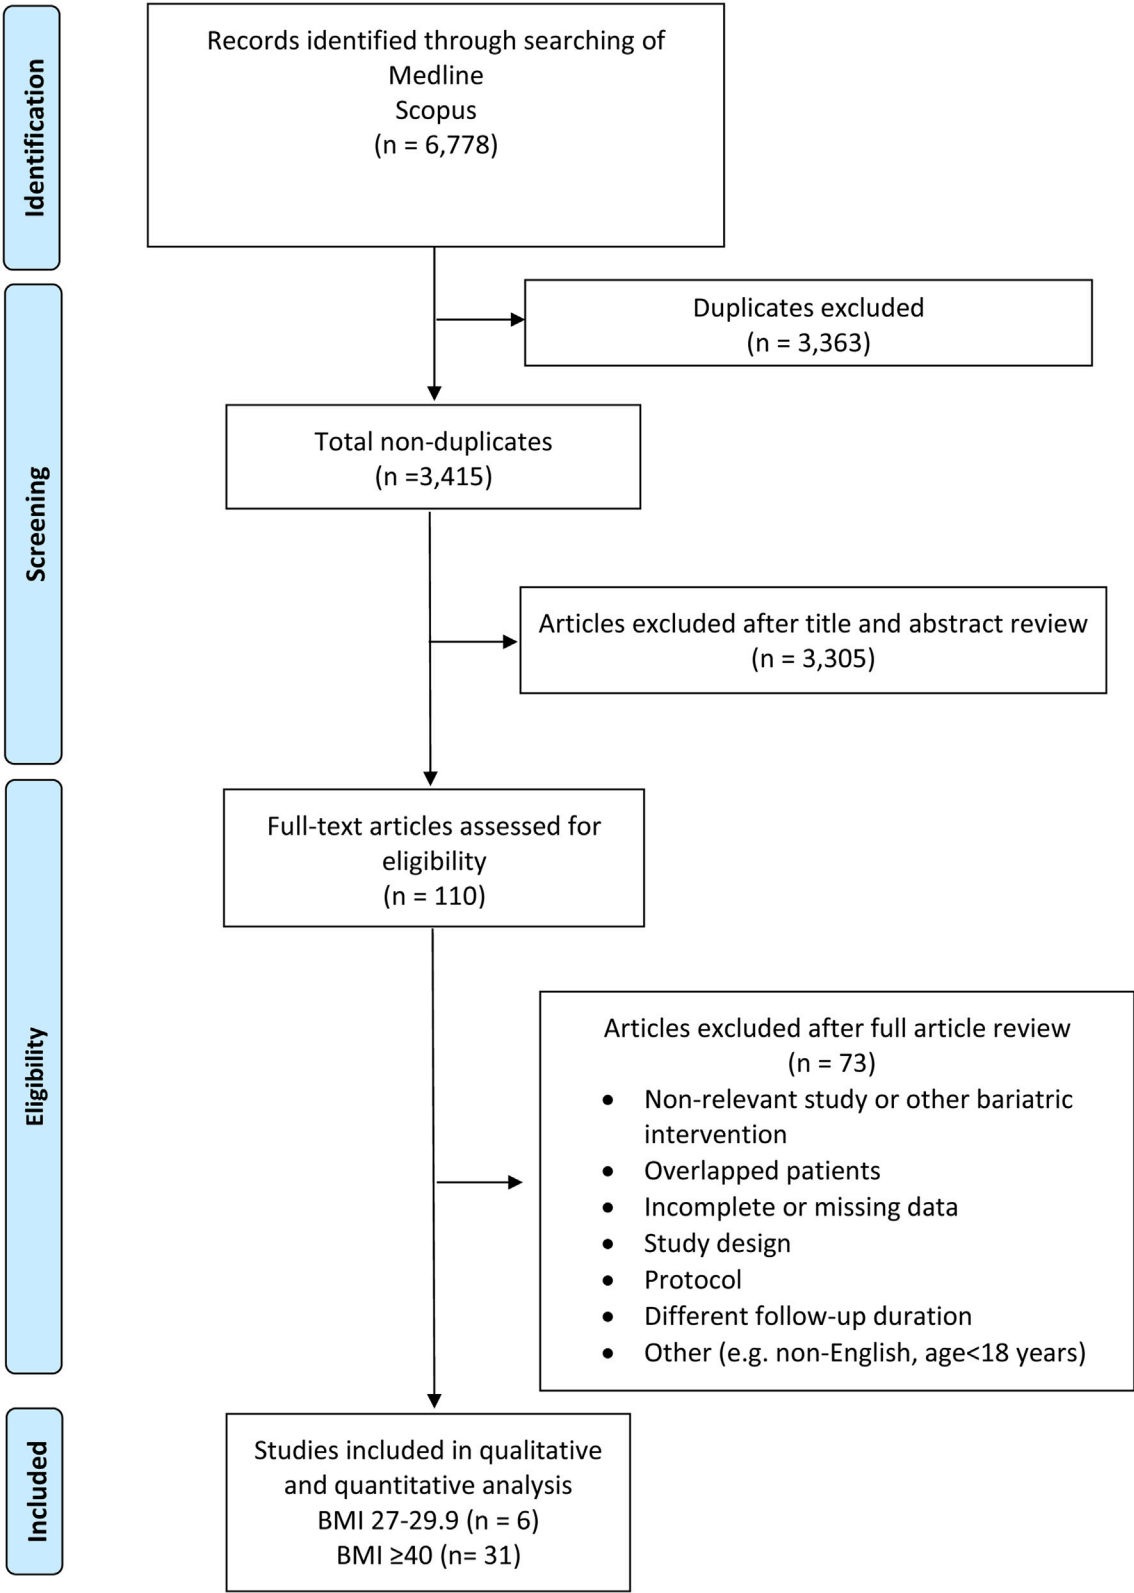 Identification
Records identified through searching of
Medline
Scopus
(n = 6,778)
Screening
Duplicates excluded
(n = 3,363)
Total non-duplicates
(n =3,415)
Articles excluded after title and abstract review
(n = 3,305)
Eligibility
Full-text articles assessed for
eligibility
(n = 110)
Articles excluded after full article review
(n = 73)
• Non-relevant study or other bariatric
intervention
• Overlapped patients
• Incomplete or missing data
• Study design
• Protocol
• Different follow-up duration
• Other (e.g. non-English, age<18 years)
Included
Studies included in qualitative
and quantitative analysis
BMI 27-29.9 (n = 6)
BMI ≥40 (n= 31)